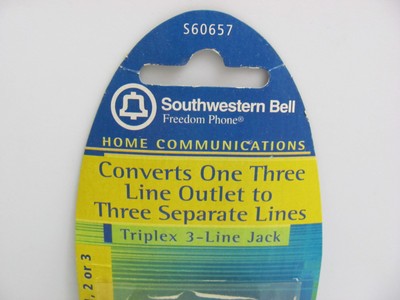 S60657
Southwestern Bell
Freedom Phone®
HOME COMMUNICATIONS
Converts One Three
Line Outlet to
Three Separate Lines
Triplex 3-Line Jack
2 or 3